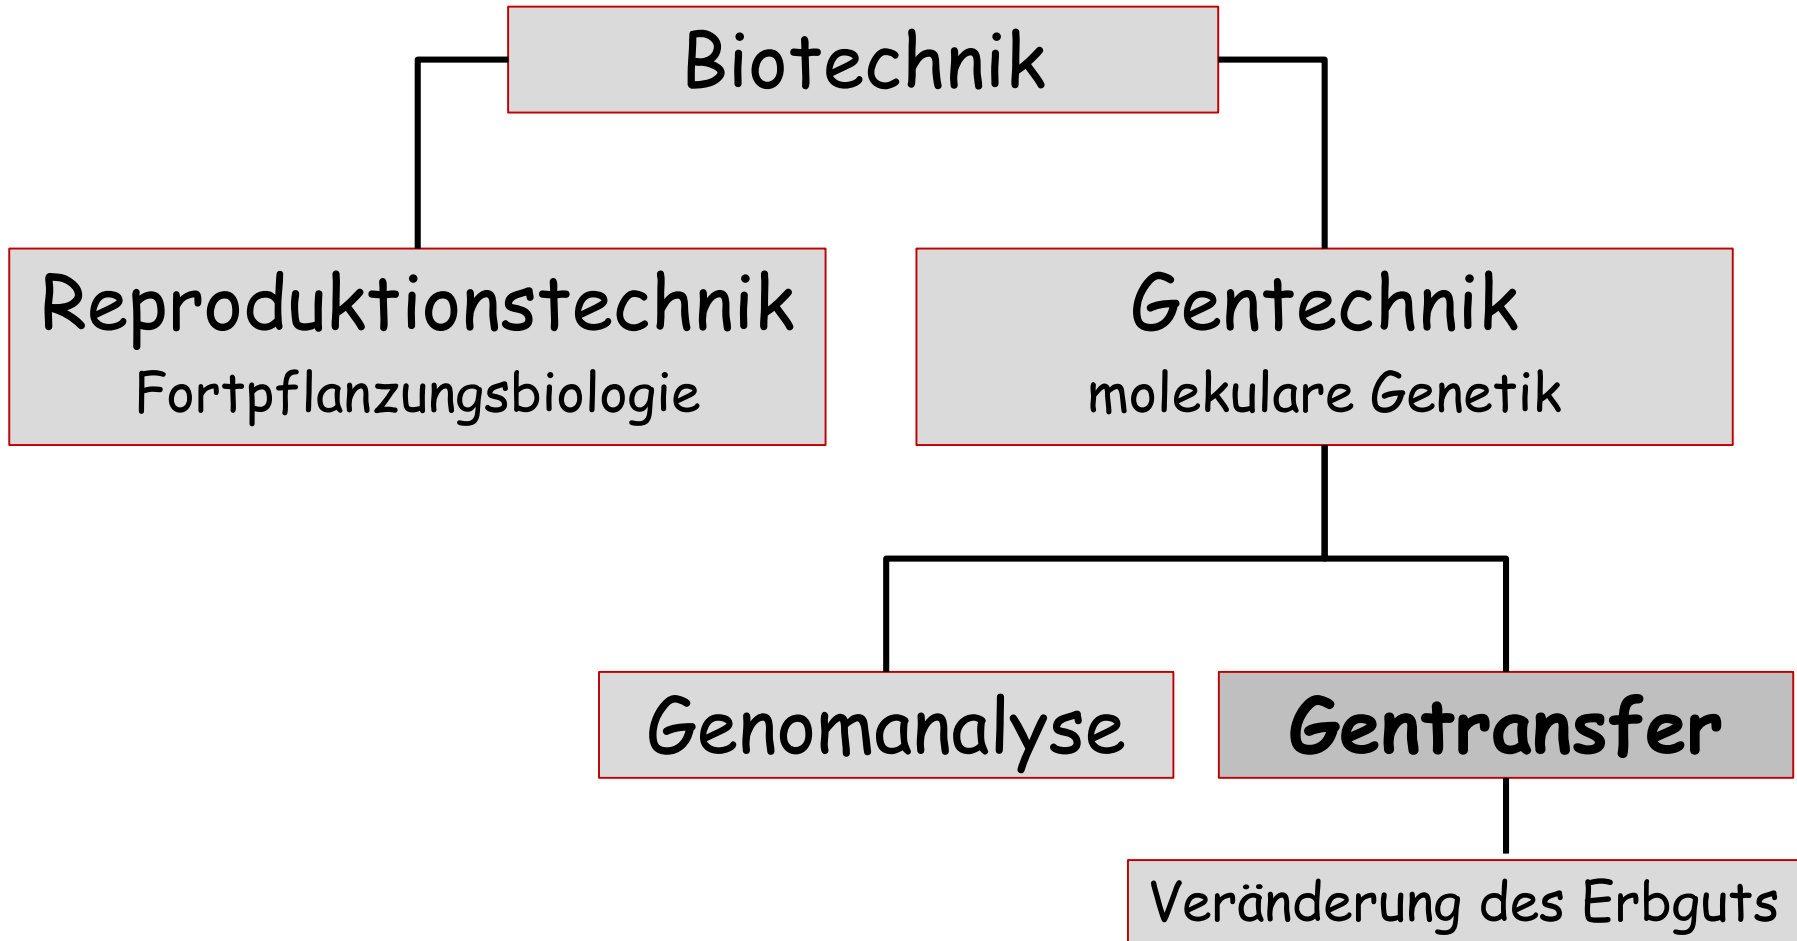 Biotechnik
Reproduktionstechnik
Fortpflanzungsbiologie
Gentechnik
molekulare Genetik
Genomanalyse
Gentransfer
Veränderung des Erbguts